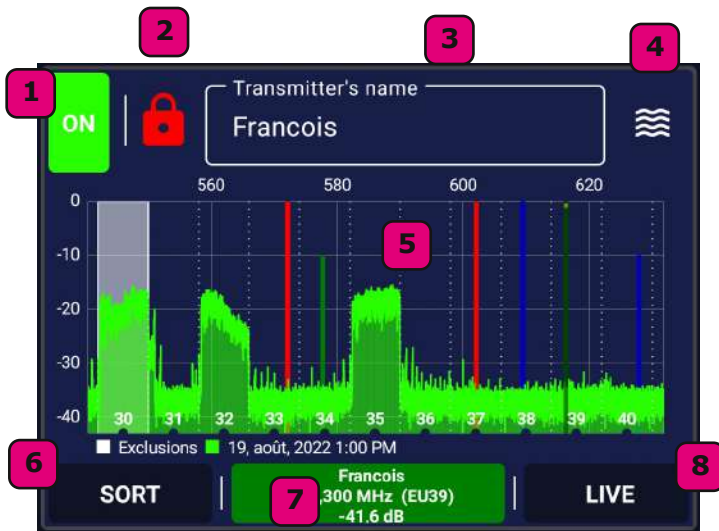 2
3
4
1
Transmitter's name
ON
Francois
560 580 600 620
0
-10
5
-20
-30
-40
30 31 32 33 34 35 36 37 38 39 40
Exclusions 19, août, 2022 1:00 PM
6
8
Francois
SORT
7
,300 MHz (EU39)
LIVE
-41.6 dB